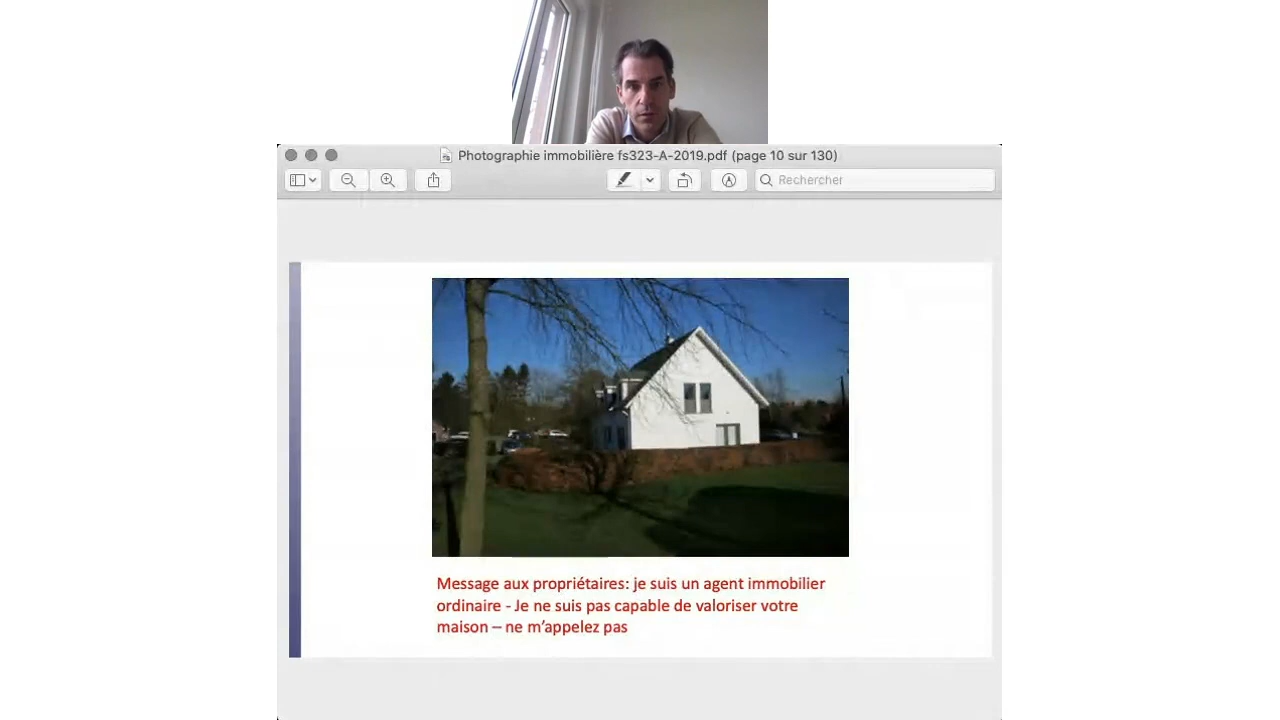 Photographie immobilière fs323-A-2019.pdf (page 10 sur 130)
Rechercher
Message aux propriétaires: je suis un agent immobilier
ordinaire - Je ne suis pas capable de valoriser votre
maison – ne m’appelez pas